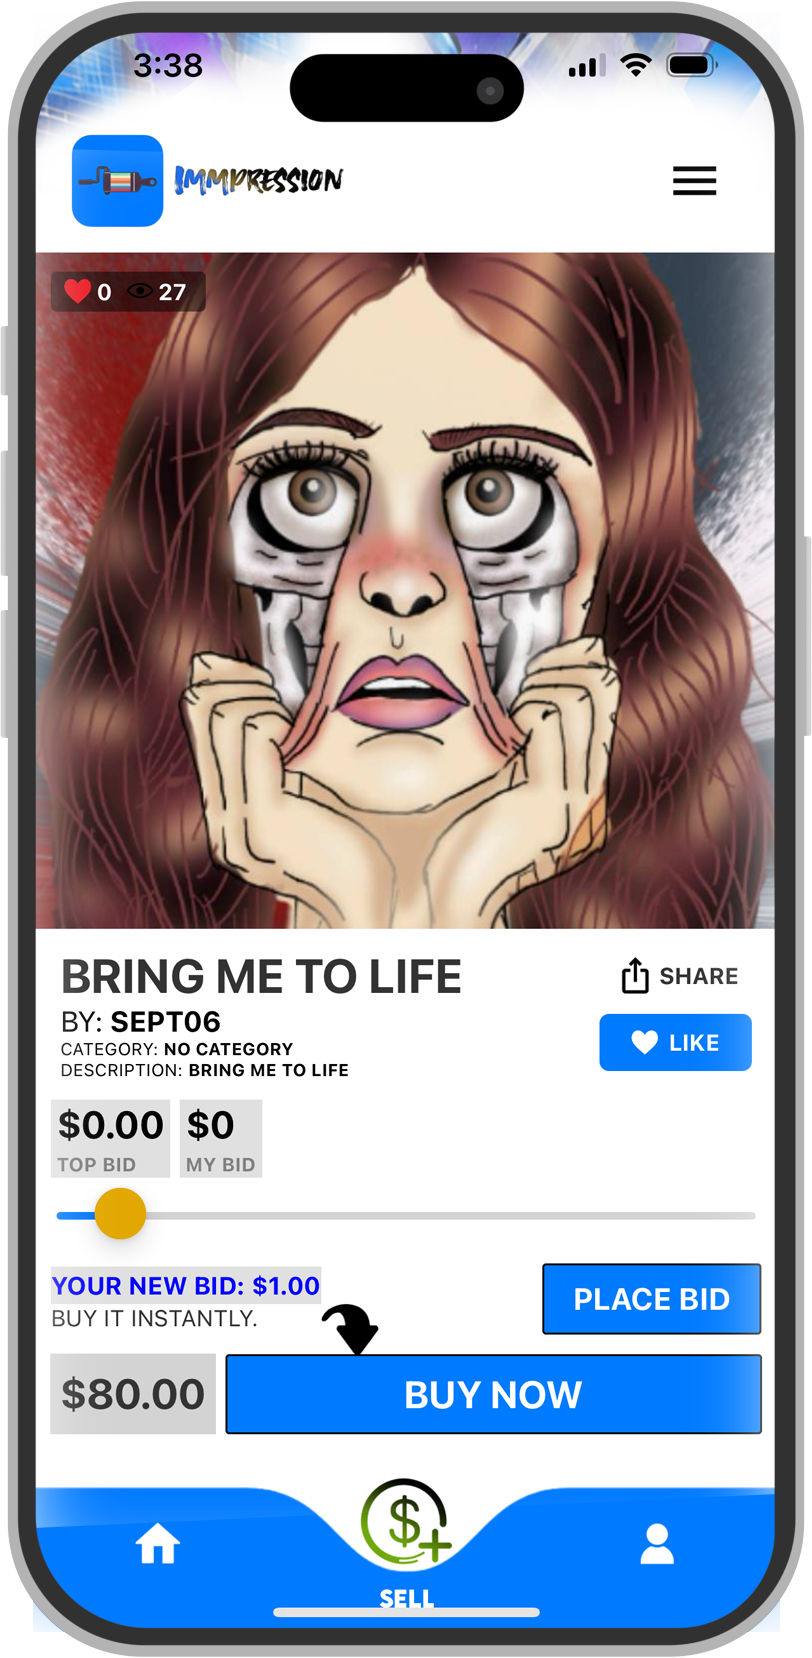 3:38
IMMPRESSION
0 27
BRING ME TO LIFE
SHARE
BY: SEPT06
LIKE
CATEGORY: NO CATEGORY
DESCRIPTION: BRING ME TO LIFE
$0.00 $0
TOP BID MY BID
YOUR NEW BID: $1.00
PLACE BID
BUY IT INSTANTLY.
$80.00 BUY NOW
$+
SELL